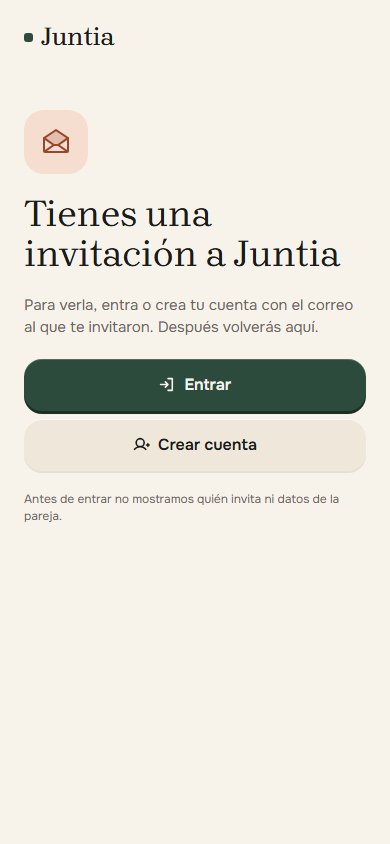 Juntia
Tienes una
invitación a Juntia
Para verla, entra o crea tu cuenta con el correo
al que te invitaron. Después volverás aquí.
Entrar
Crear cuenta
Antes de entrar no mostramos quién invita ni datos de la
pareja.